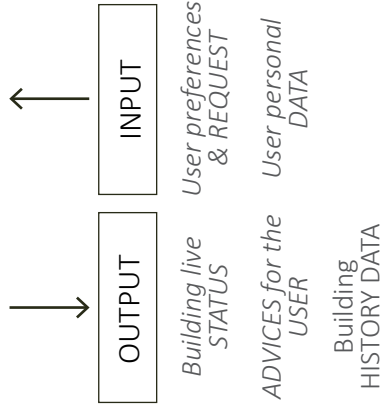 INPUT
User preferences
& REQUEST
User personal
DATA
OUTPUT
Building live
STATUS
ADVICES for the
USER
Building
HISTORY DATA